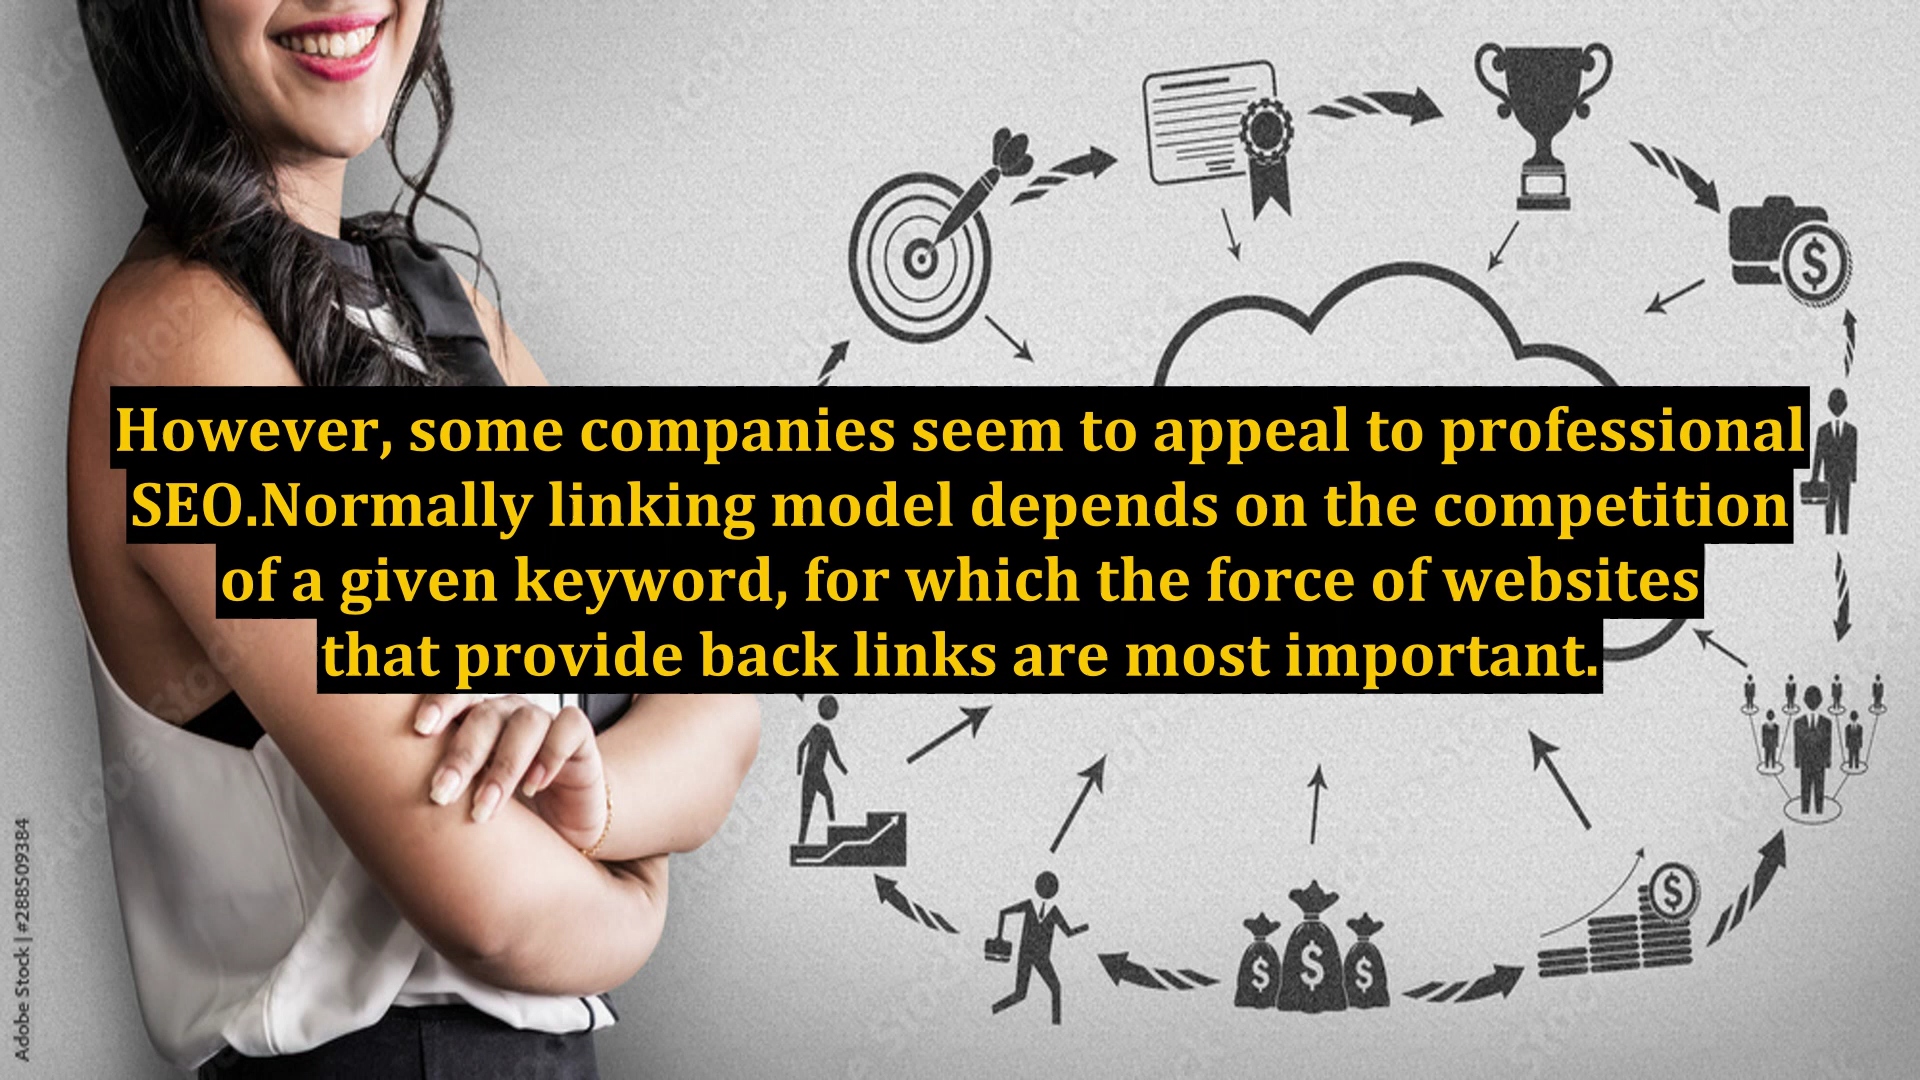 However, some companies seem to appeal to professional
SEO.Normally linking model depends on the competition
of a given keyword, for which the force of websites
that provide back links are most important.
$
$
$
$
$
Adobe Stock | #288509384